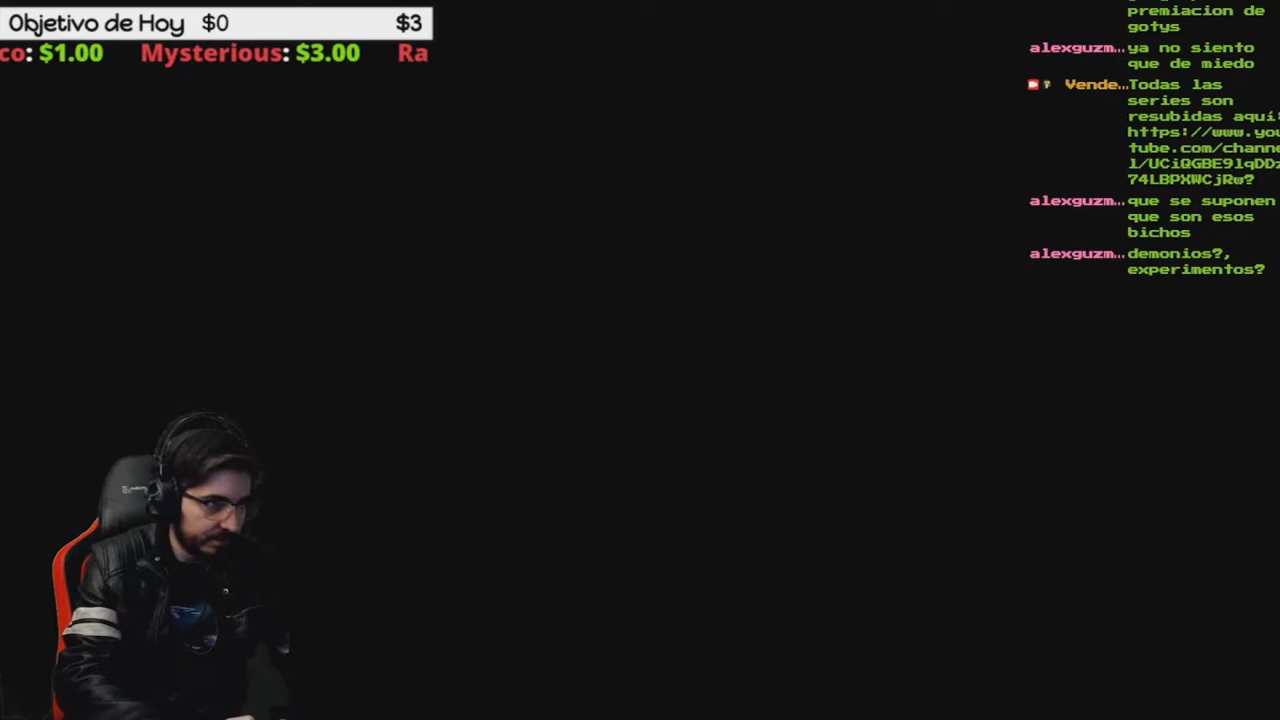 Objetivo de Hoy $0 $3
co: $1.00 Mysterious: $3.00 Ra
premiacion de
gotys
alexguzm… ya no siento
que de miedo
Vende… Todas las
series son
resubidas aquí
https://www.you
tube.com/channe
l/UCiQGBE9lqDDz
74LBPXWCjRw?
alexguzm… que se suponen
que son esos
bichos
alexguzm… demonios?,
experimentos?